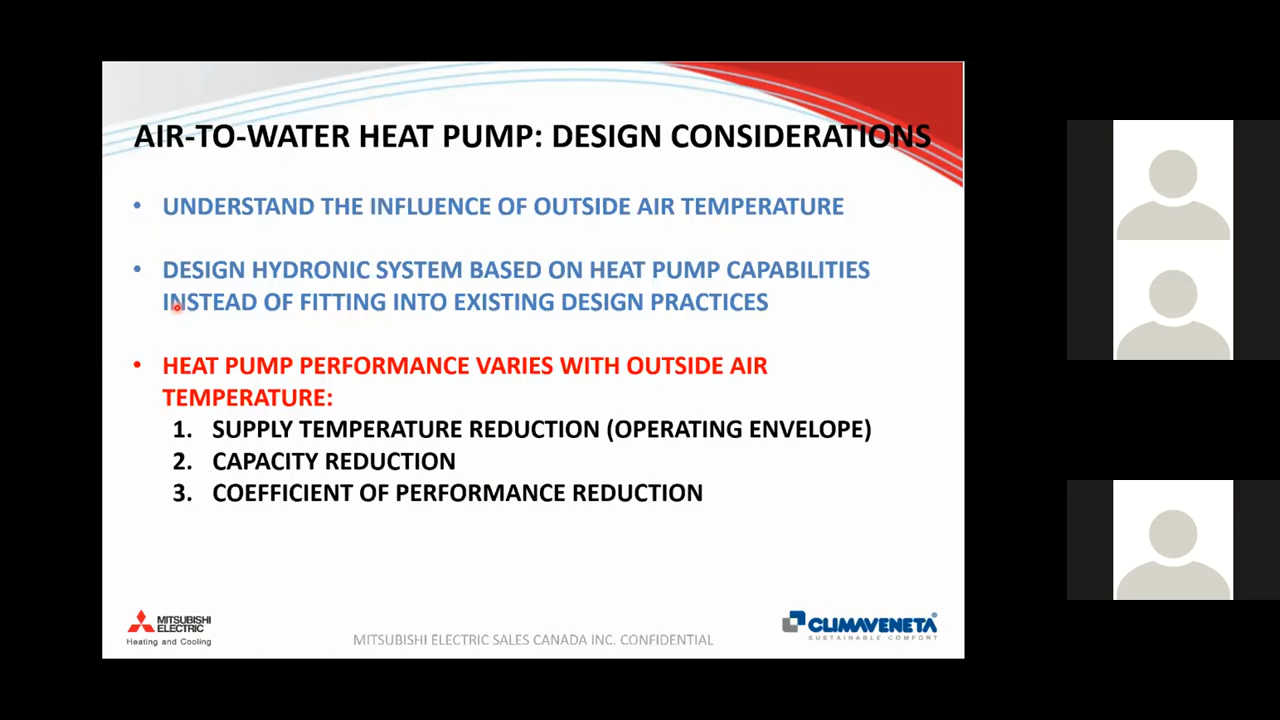 AIR-TO-WATER HEAT PUMP: DESIGN CONSIDERATIONS
• UNDERSTAND THE INFLUENCE OF OUTSIDE AIR TEMPERATURE
• DESIGN HYDRONIC SYSTEM BASED ON HEAT PUMP CAPABILITIES
INSTEAD OF FITTING INTO EXISTING DESIGN PRACTICES
• HEAT PUMP PERFORMANCE VARIES WITH OUTSIDE AIR
TEMPERATURE:
1. SUPPLY TEMPERATURE REDUCTION (OPERATING ENVELOPE)
2. CAPACITY REDUCTION
3. COEFFICIENT OF PERFORMANCE REDUCTION
MITSUBISHI
ELECTRIC
Heating and Cooling
MITSUBISHI ELECTRIC SALES CANADA INC. CONFIDENTIAL
CLIMAVENETA
SUSTAINABLE COMFORT